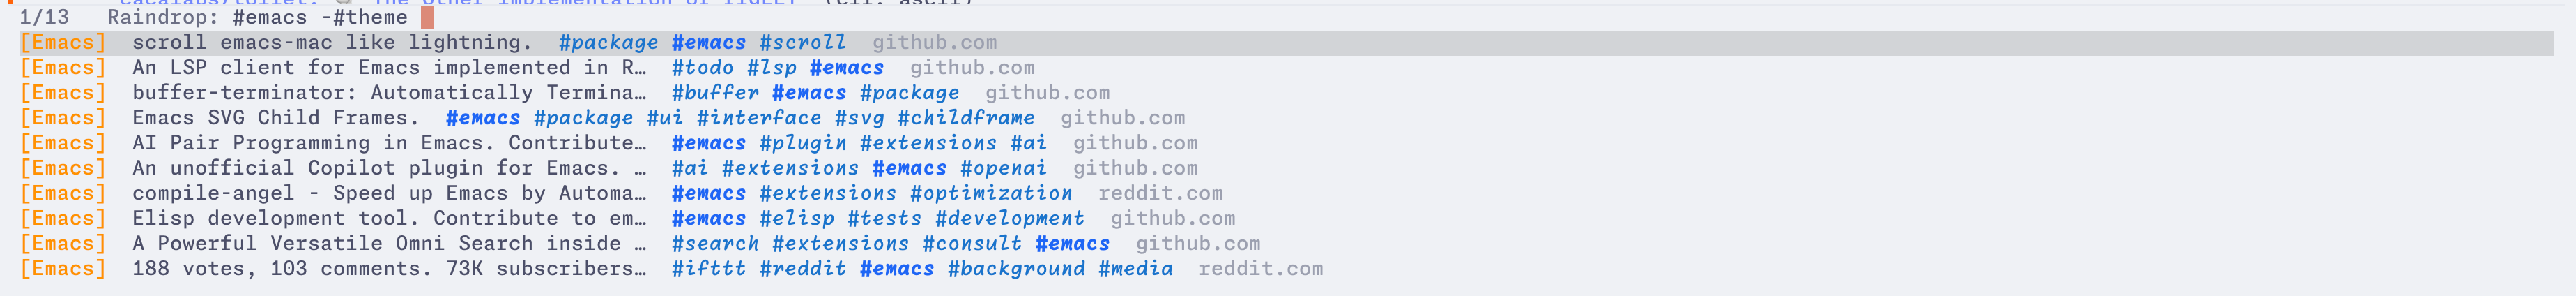 1/13 Raindrop: #emacs -#theme
[Emacs] scroll emacs-mac like lightning. #package #emacs #scroll github.com
[Emacs] An LSP client for Emacs implemented in R… #todo #lsp #emacs github.com
[Emacs] buffer-terminator: Automatically Termina… #buffer #emacs #package github.com
[Emacs] Emacs SVG Child Frames. #emacs #package #ui #interface #svg #childframe github.com
[Emacs] AI Pair Programming in Emacs. Contribute… #emacs #plugin #extensions #ai github.com
[Emacs] An unofficial Copilot plugin for Emacs. … #ai #extensions #emacs #openai github.com
[Emacs] compile-angel - Speed up Emacs by Automa… #emacs #extensions #optimization reddit.com
[Emacs] Elisp development tool. Contribute to em… #emacs #elisp #tests #development github.com
[Emacs] A Powerful Versatile Omni Search inside … #search #extensions #consult #emacs github.com
[Emacs] 188 votes, 103 comments. 73K subscribers… #ifttt #reddit #emacs #background #media reddit.com